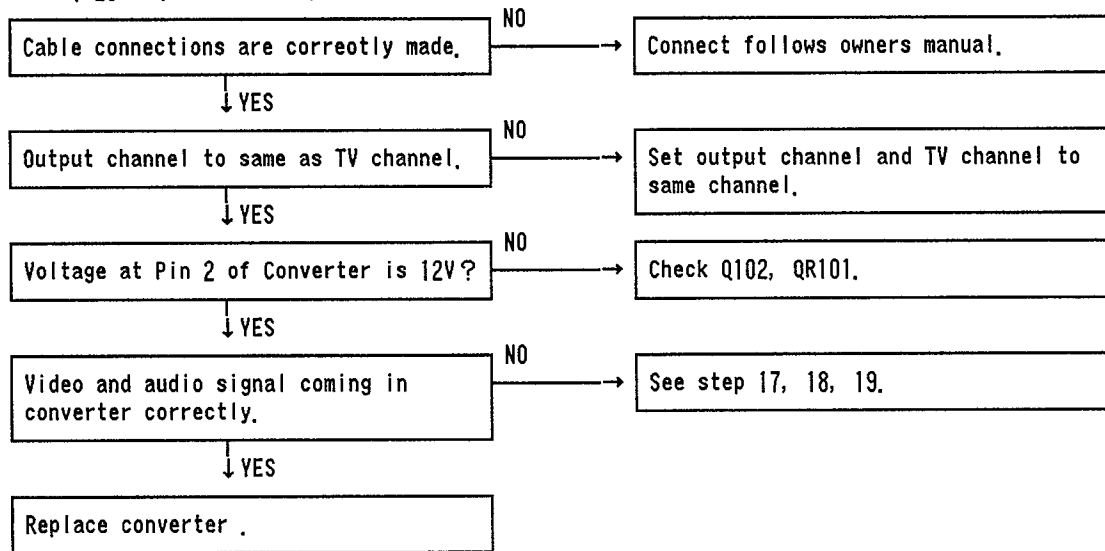 NO
Cable connections are correotly made.
Connect follows owners manual.
YES
NO
Output channel to same as TV channel.
Set output channel and TV channel to
same channel.
YES
NO
Voltage at Pin 2 of Converter is 12V?
Check Q102, QR101.
YES
NO
Video and audio signal coming in
converter correctly.
See step 17, 18, 19.
YES
Replace converter .